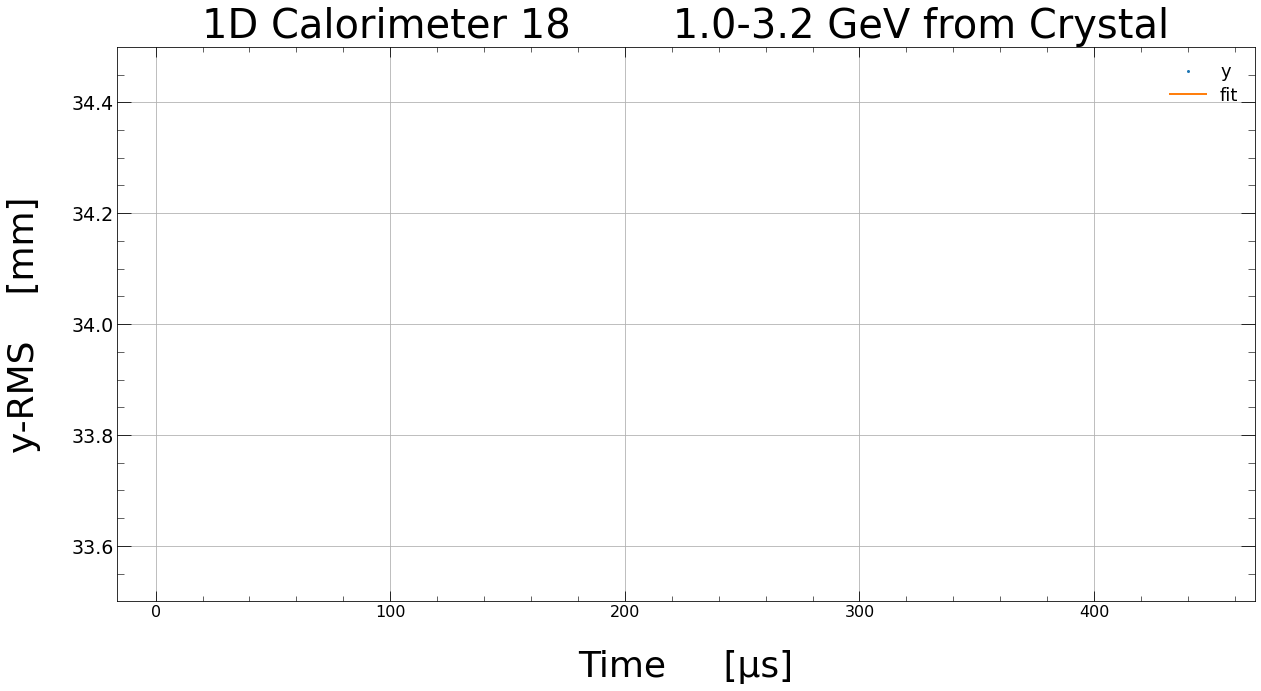 1D Calorimeter 18 1.0-3.2 GeV from Crystal
y
fit
34.4
34.2
34.0
33.8
33.6
y-RMS [mm]
0 100 200 300 400
Time [μs]